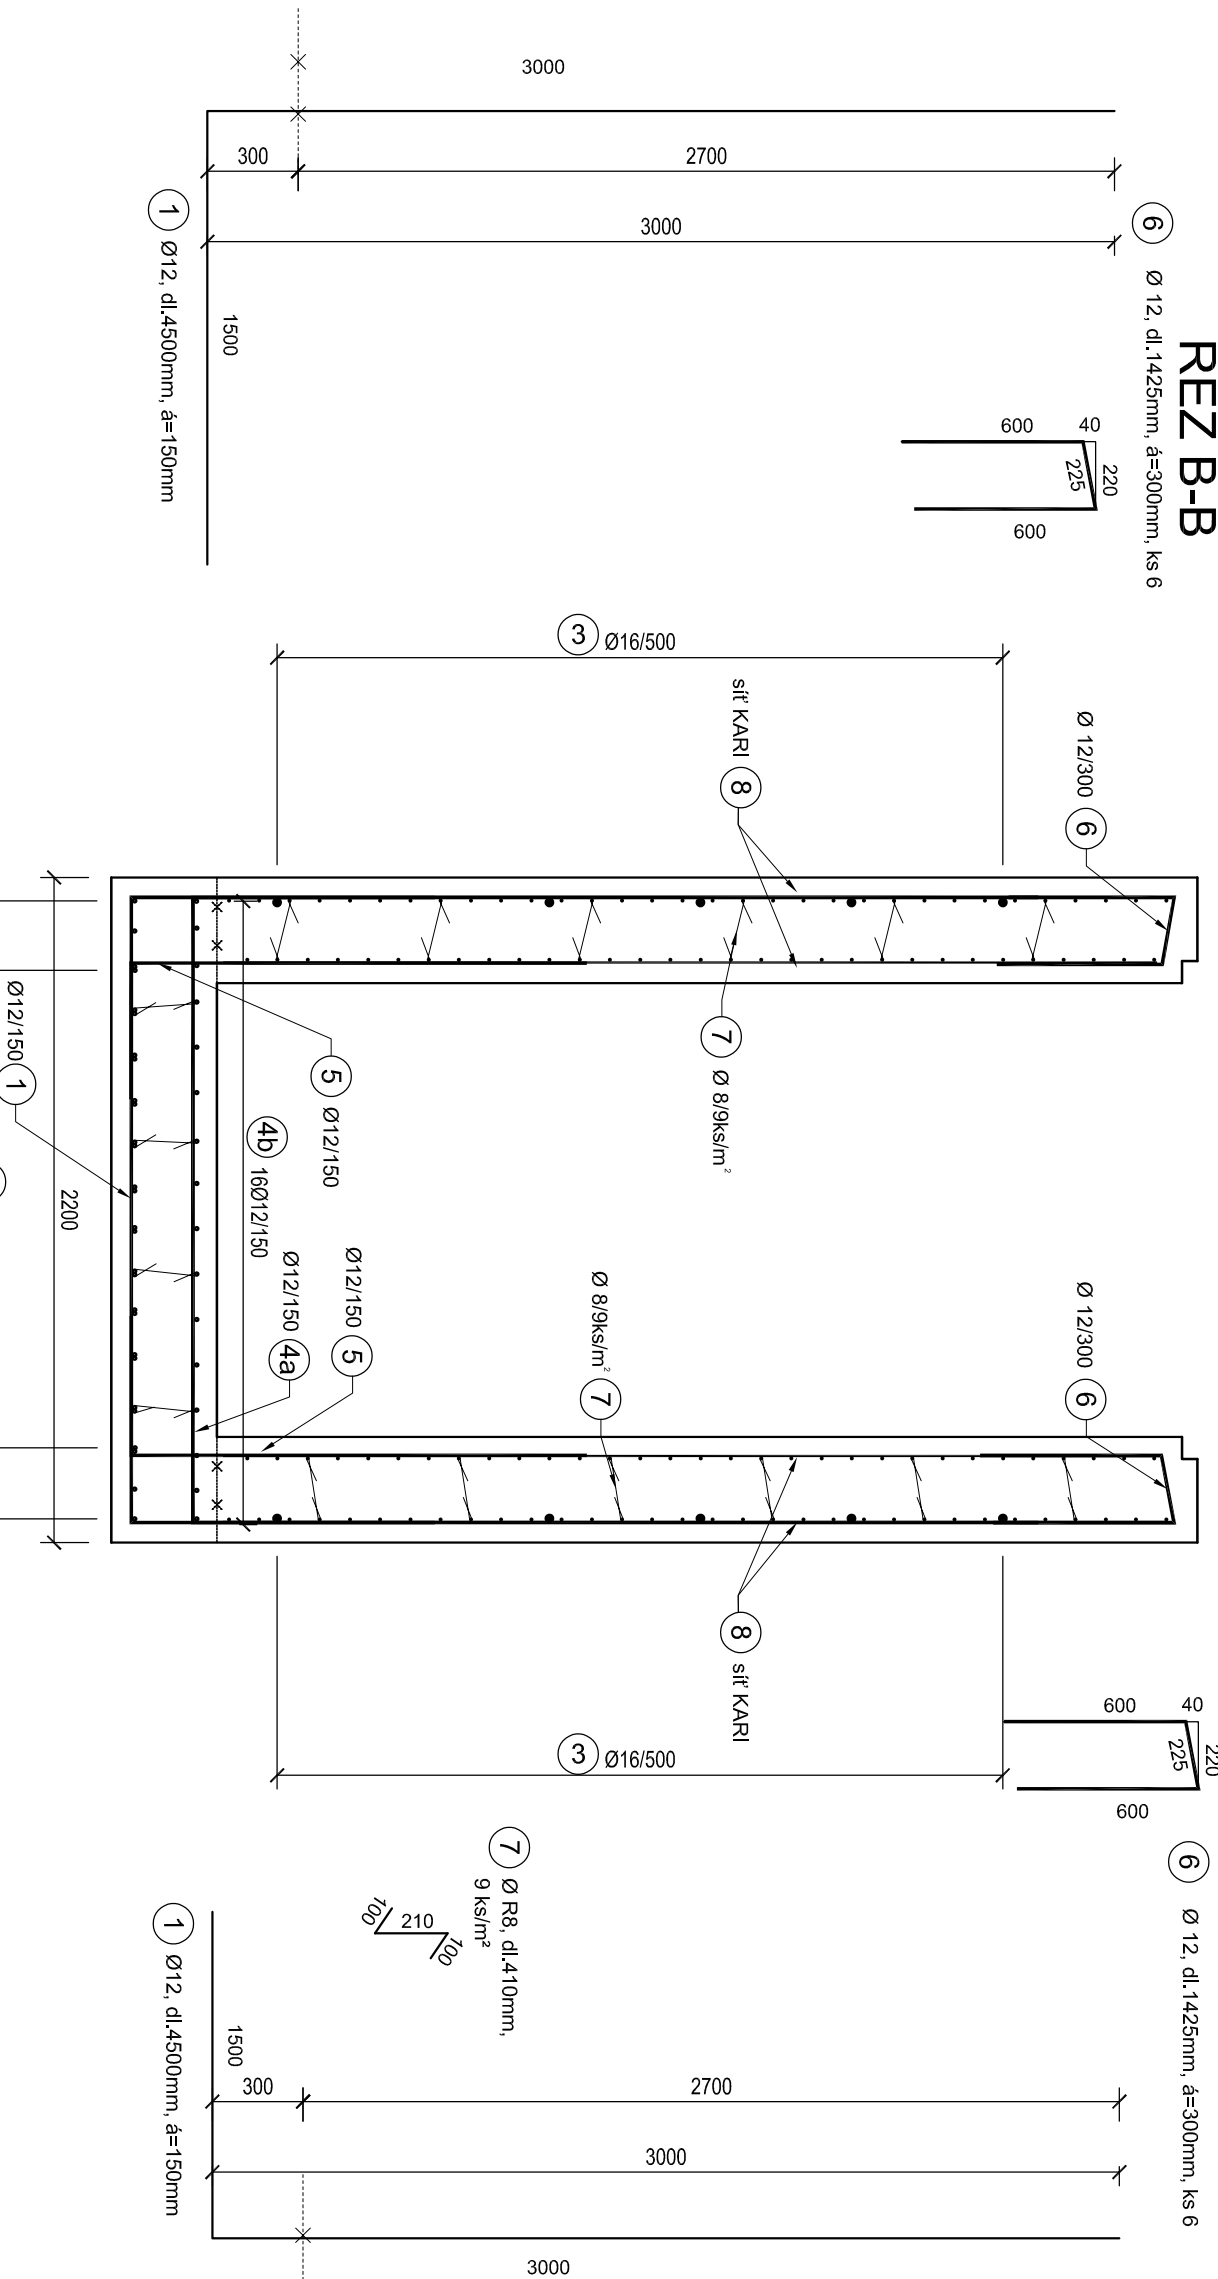 REZ B-B
6 Ø 12, dl.1425mm, á=300mm, ks 6
600
40
220
225
600
3000
300
2700
3000
1500
1 Ø12, dl.4500mm, á=150mm
3 Ø16/500
síť KARI 8
Ø 12/300 6
7 Ø 8/9ks/m²
5 Ø12/150
4b 16Ø12/150
Ø12/150 4a
Ø12/150 5
Ø12/150 1
2200
Ø 8/9ks/m² 7
Ø 12/300 6
8 síť KARI
3 Ø16/500
600
40
220
225
600
6 Ø 12, dl.1425mm, á=300mm, ks 6
7 Ø R8, dl.410mm,
9 ks/m²
100
210
100
1 Ø12, dl.4500mm, á=150mm
1500
300
2700
3000
3000